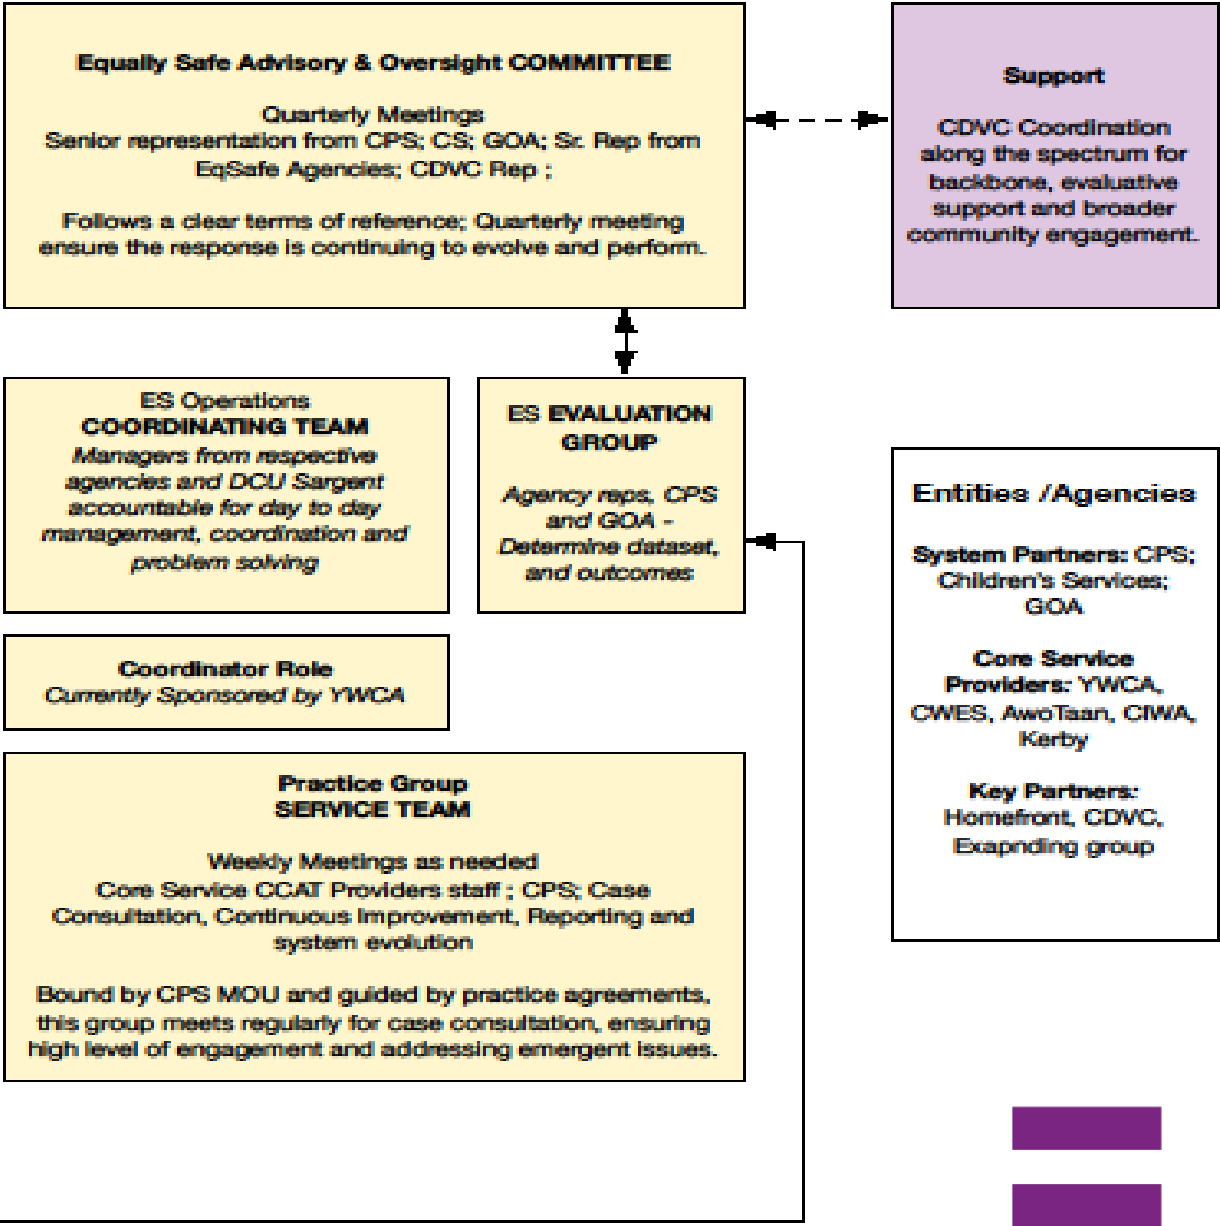 Equally Safe Advisory & Oversight COMMITTEE
Quarterly Meetings
Senior representation from CPS; CS; GOA; Sr. Rep from
EqSafe Agencies; CDVC Rep ;
Follows a clear terms of reference; Quarterly meeting
ensure the response is continuing to evolve and perform.
Support
CDVC Coordination
along the spectrum for
backbone, evaluative
support and broader
community engagement.
ES Operations
COORDINATING TEAM
Managers from respective
agencies and DCU Sargent
accountable for day to day
management, coordination and
problem solving
ES EVALUATION
GROUP
Agency reps, CPS
and GOA -
Determine dataset,
and outcomes
Entities /Agencies
System Partners: CPS;
Children's Services;
GOA
Core Service
Providers: YWCA,
CWES, AwoTaan, CIWA,
Kerby
Key Partners:
Homefront, CDVC,
Exapnding group
Coordinator Role
Currently Sponsored by YWCA
Practice Group
SERVICE TEAM
Weekly Meetings as needed
Core Service CCAT Providers staff ; CPS; Case
Consultation, Continuous Improvement, Reporting and
system evolution
Bound by CPS MOU and guided by practice agreements,
this group meets regularly for case consultation, ensuring
high level of engagement and addressing emergent issues.